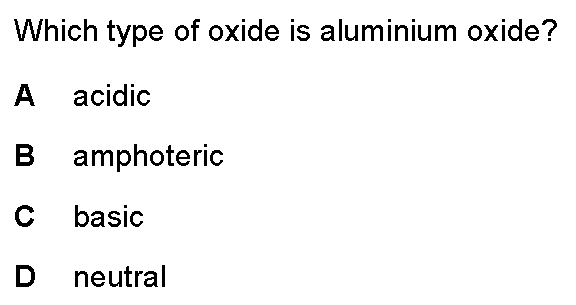 Which type of oxide is aluminium oxide?
A acidic
B amphoteric
C basic
D neutral